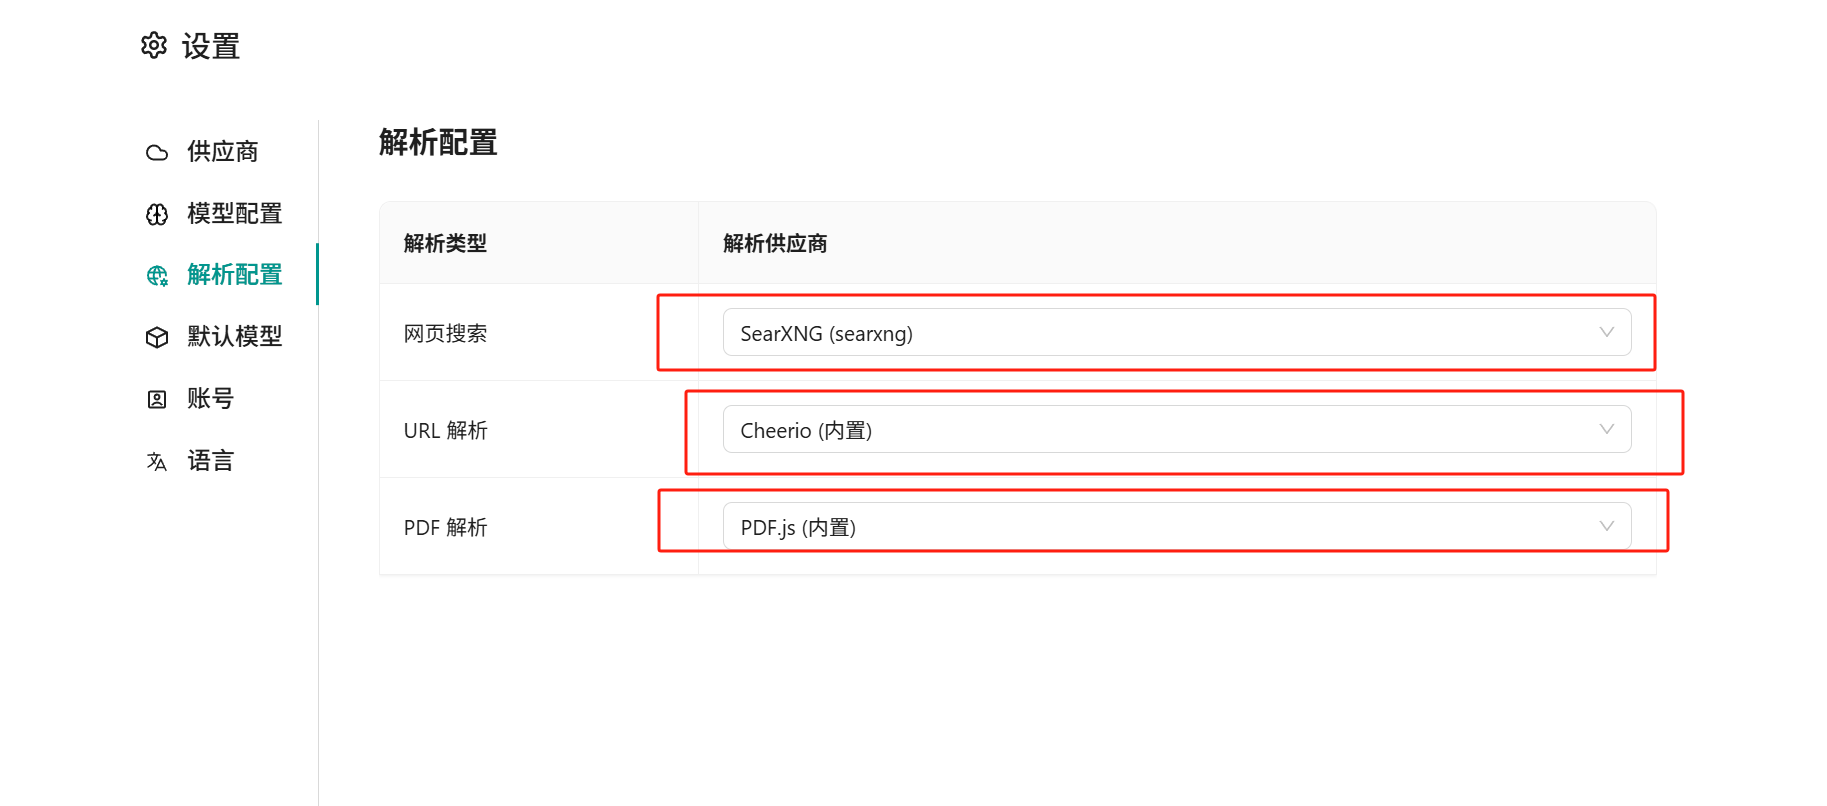 设置
供应商
模型配置
解析配置
默认模型
账号
语言
解析配置
解析类型 解析供应商
网页搜索 SearXNG (searxng)
URL 解析 Cheerio (内置)
PDF 解析 PDF.js (内置)